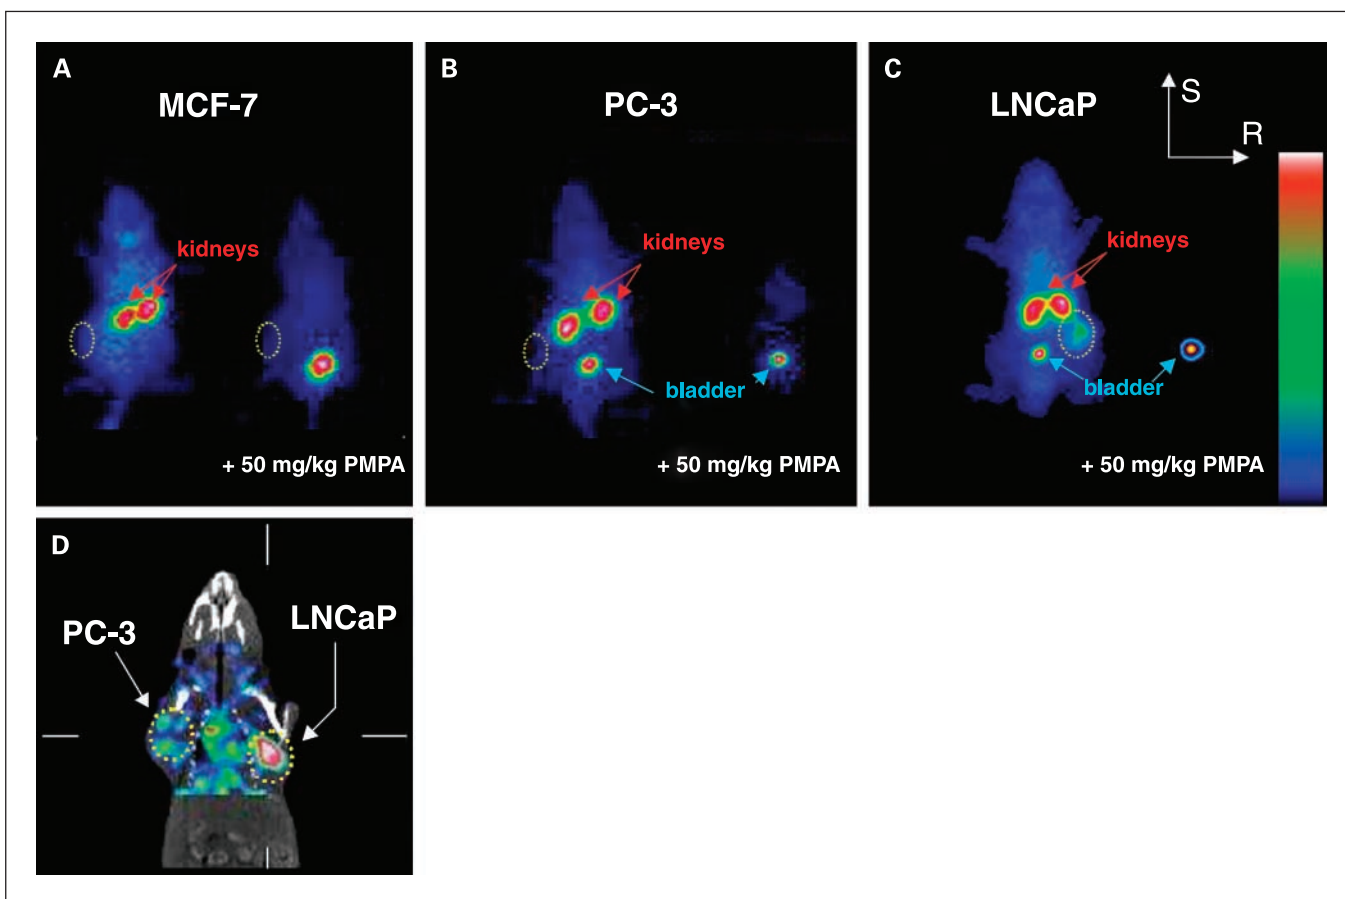 A
MCF-7
kidneys
+ 50 mg/kg PMPA
B
PC-3
kidneys
bladder
+ 50 mg/kg PMPA
C
LNCaP
S
R
kidneys
bladder
+ 50 mg/kg PMPA
D
PC-3
LNCaP